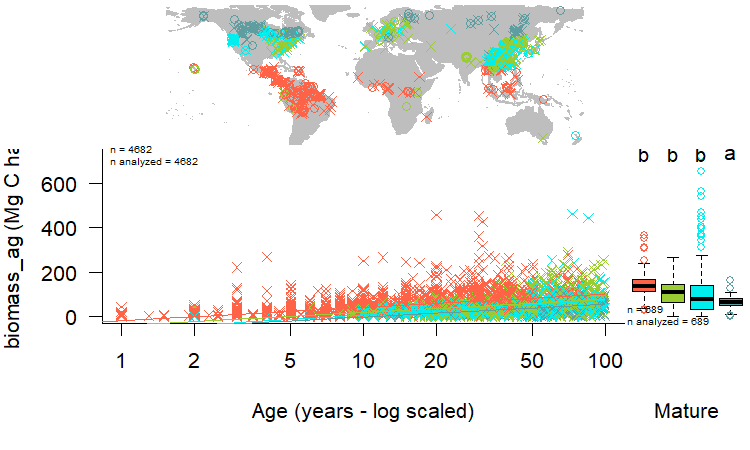 n = 4682
n analyzed = 4682
biomass_ag (Mg C ha
600
400
200
0
1 2 5 10 20 50 100
Age (years - log scaled)
b b b a
n = 689
n analyzed = 689
Mature